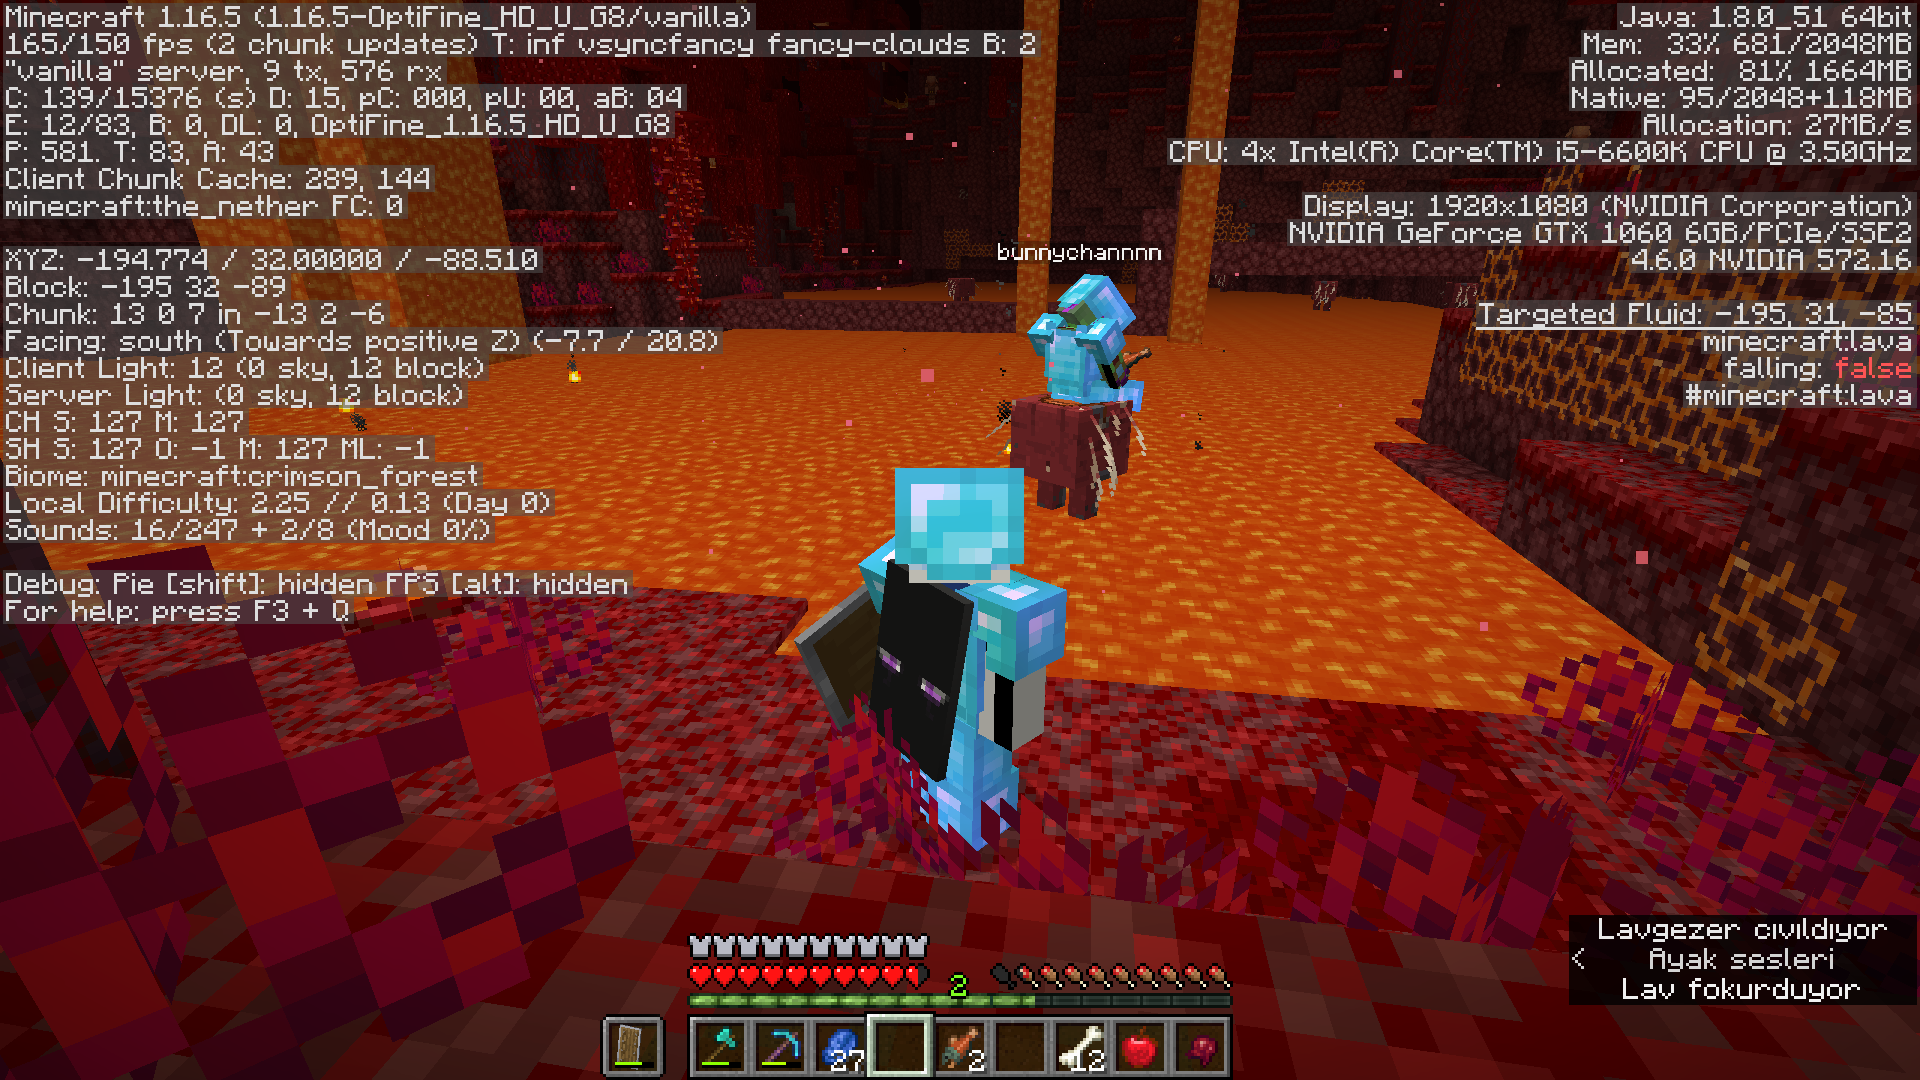 Minecraft 1.16.5 (1.16.5-OptiFine_HD_U_G8/vanilla)
165/150 fps (2 chunk updates) T: inf vsyncfancy fancy-clouds B: 2
"vanilla" server, 9 tx, 576 rx
C: 139/15376 (s) D: 15, pC: 000, pU: 00, aB: 04
E: 12/83, B: 0, DL: 0, OptiFine_1.16.5_HD_U_G8
P: 581. T: 83, A: 43
Client Chunk Cache: 289, 144
minecraft:the_nether FC: 0
XYZ: -194.774 / 32.00000 / -88.510
Block: -195 32 -89
Chunk: 13 0 7 in -13 2 -6
Facing: south (Towards positive Z) (-7.7 / 20.8)
Client Light: 12 (0 sky, 12 block)
Server Light: (0 sky, 12 block)
CH S: 127 M: 127
SH S: 127 O: -1 M: 127 ML: -1
Biome: minecraft:crimson_forest
Local Difficulty: 2.25 // 0.13 (Day 0)
Sounds: 16/247 + 2/8 (Mood 0%)
Debug: Pie [shift]: hidden FPS [alt]: hidden
For help: press F3 + Q
Java: 1.8.0_51 64bit
Mem: 33% 681/2048MB
Allocated: 81% 1664MB
Native: 95/2048+118MB
Allocation: 27MB/s
CPU: 4x Intel(R) Core(TM) i5-6600K CPU @ 3.50GHz
Display: 1920x1080 (NVIDIA Corporation)
NVIDIA GeForce GTX 1060 6GB/PCIe/SSE2
4.6.0 NVIDIA 572.16
Targeted Fluid: -195, 31, -85
minecraft:lava
falling: false
#minecraft:lava
bunnychannnn
Lavgezer cıvıldıyor
< Ayak sesleri
Lav fokurduyor
2
27
2
12